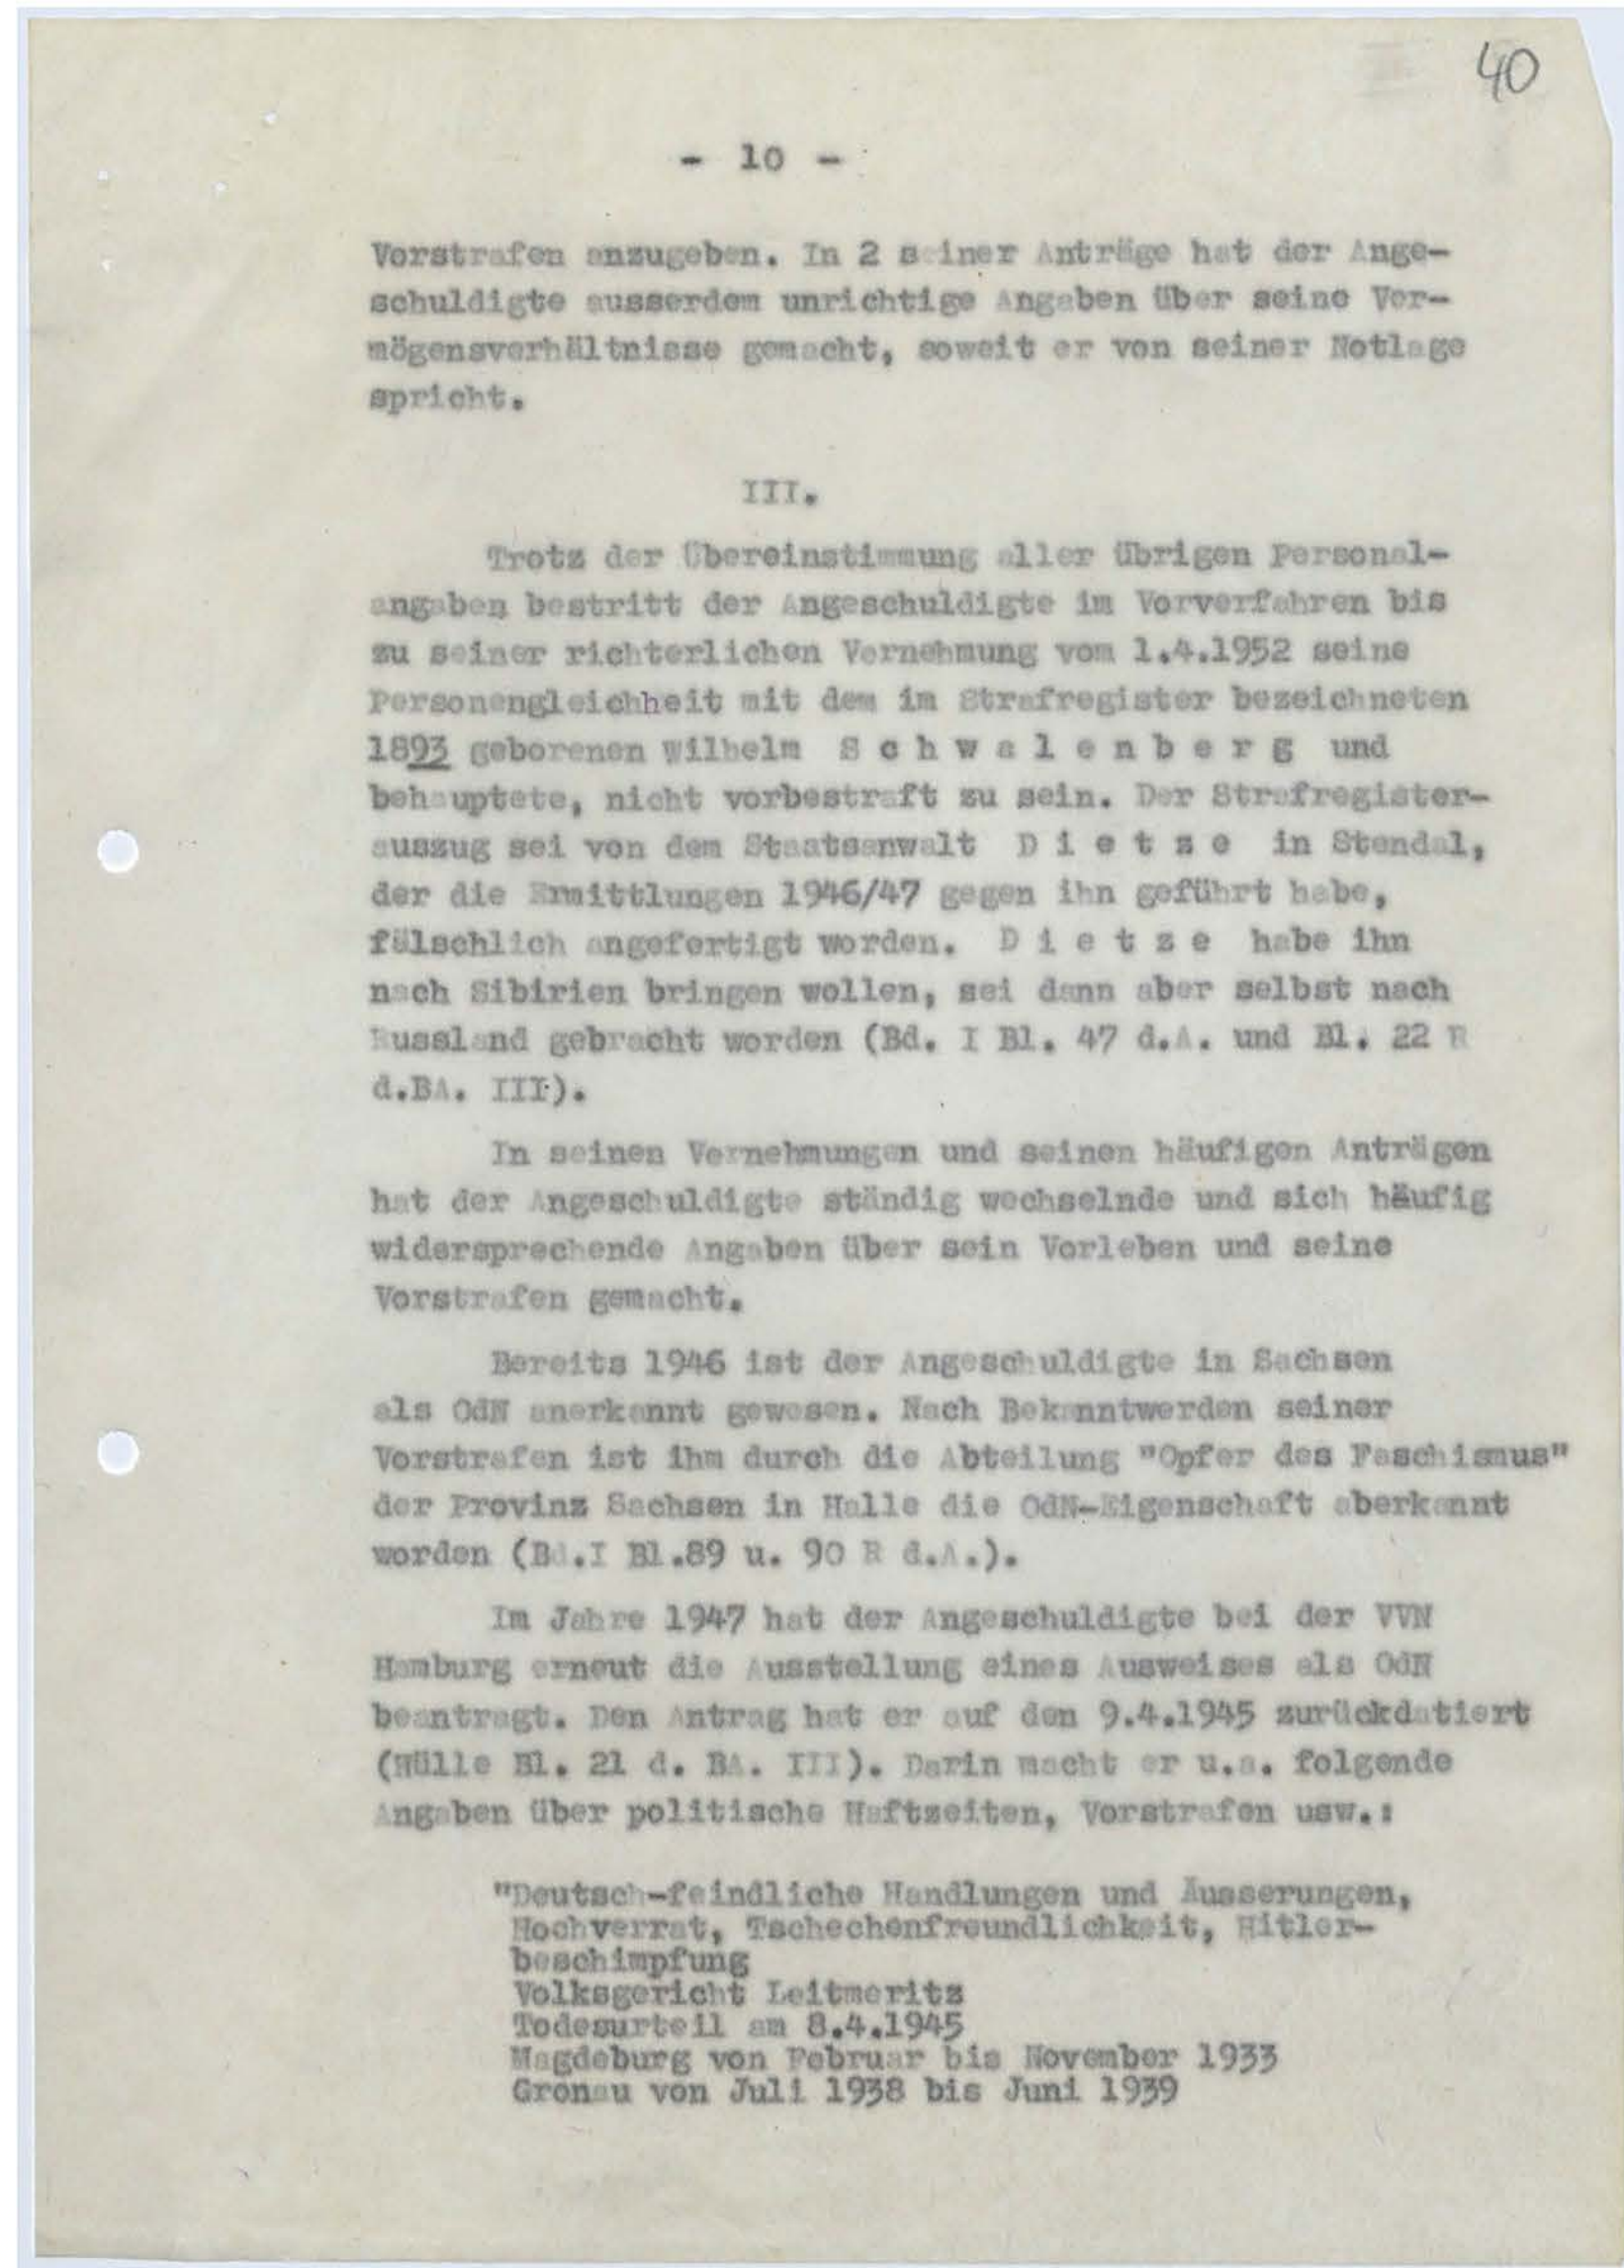 40
- 10 -
Vorstrafen anzugeben. In 2 seiner Anträge hat der Ange-
schuldigte ausserdem unrichtige Angaben über seine Ver-
mögensverhältnisse gemacht, soweit er von seiner Notlage
spricht.
III.
Trotz der Übereinstimmung aller übrigen Personal-
angaben bestritt der Angeschuldigte im Vorverfahren bis
zu seiner richterlichen Vernehmung vom 1.4.1952 seine
Personengleichheit mit dem im Strafregister bezeichneten
1893 geborenen Wilhelm S c h w a l e n b e r g und
behauptete, nicht vorbestraft zu sein. Der Strafregister-
auszug sei von dem Staatsanwalt D i e t z e in Stendal,
der die Ermittlungen 1946/47 gegen ihn geführt habe,
fälschlich angefertigt worden. D i e t z e habe ihn
nach Sibirien bringen wollen, sei dann aber selbst nach
Russland gebracht worden (Bd. I Bl. 47 d.A. und Bl. 22 R
d.BA. III).
In seinen Vernehmungen und seinen häufigen Anträgen
hat der Angeschuldigte ständig wechselnde und sich häufig
widersprechende Angaben über sein Vorleben und seine
Vorstrafen gemacht.
Bereits 1946 ist der Angeschuldigte in Sachsen
als OdN anerkannt gewesen. Nach Bekanntwerden seiner
Vorstrafen ist ihm durch die Abteilung "Opfer des Faschismus"
der Provinz Sachsen in Halle die OdN-Eigenschaft aberkannt
worden (Bd.I Bl.89 u. 90 R d.A.).
Im Jahre 1947 hat der Angeschuldigte bei der VVN
Hamburg erneut die Ausstellung eines Ausweises als OdN
beantragt. Den Antrag hat er auf den 9.4.1945 zurückdatiert
(Hülle Bl. 21 d. BA. III). Darin macht er u.a. folgende
Angaben über politische Haftzeiten, Vorstrafen usw.:
"Deutsch-feindliche Handlungen und Äusserungen,
Hochverrat, Tschechenfreundlichkeit, Hitler-
beschimpfung
Volksgericht Leitmeritz
Todesurteil am 8.4.1945
Magdeburg von Februar bis November 1933
Gronau von Juli 1938 bis Juni 1939